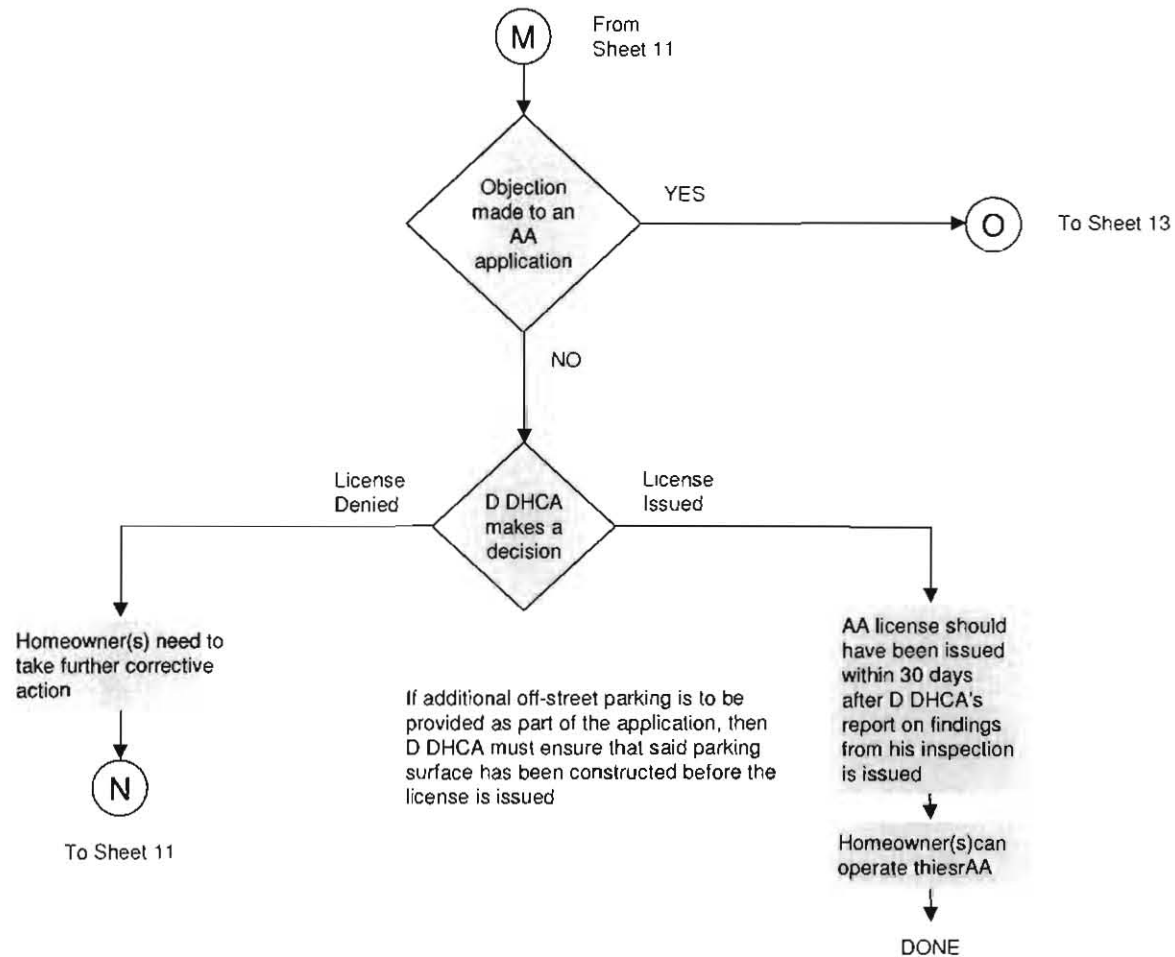 M
From
Sheet 11
Objection
made to an
AA
application
YES
O
To Sheet 13
NO
License
Denied
D DHCA
makes a
decision
License
Issued
Homeowner(s) need to
take further corrective
action
N
To Sheet 11
If additional off-street parking is to be
provided as part of the application, then
D DHCA must ensure that said parking
surface has been constructed before the
license is issued
AA license should
have been issued
within 30 days
after D DHCA's
report on findings
from his inspection
is issued
Homeowner(s)can
operate thiesrAA
DONE